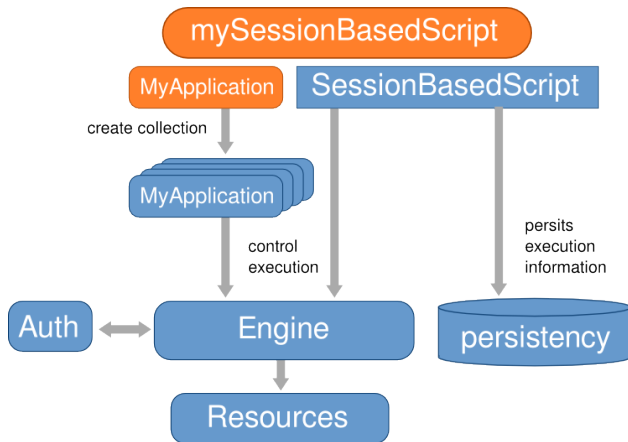 mySessionBasedScript
MyApplication
SessionBasedScript
create collection
MyApplication
control
execution
persits
execution
information
Auth
Engine
persistency
Resources